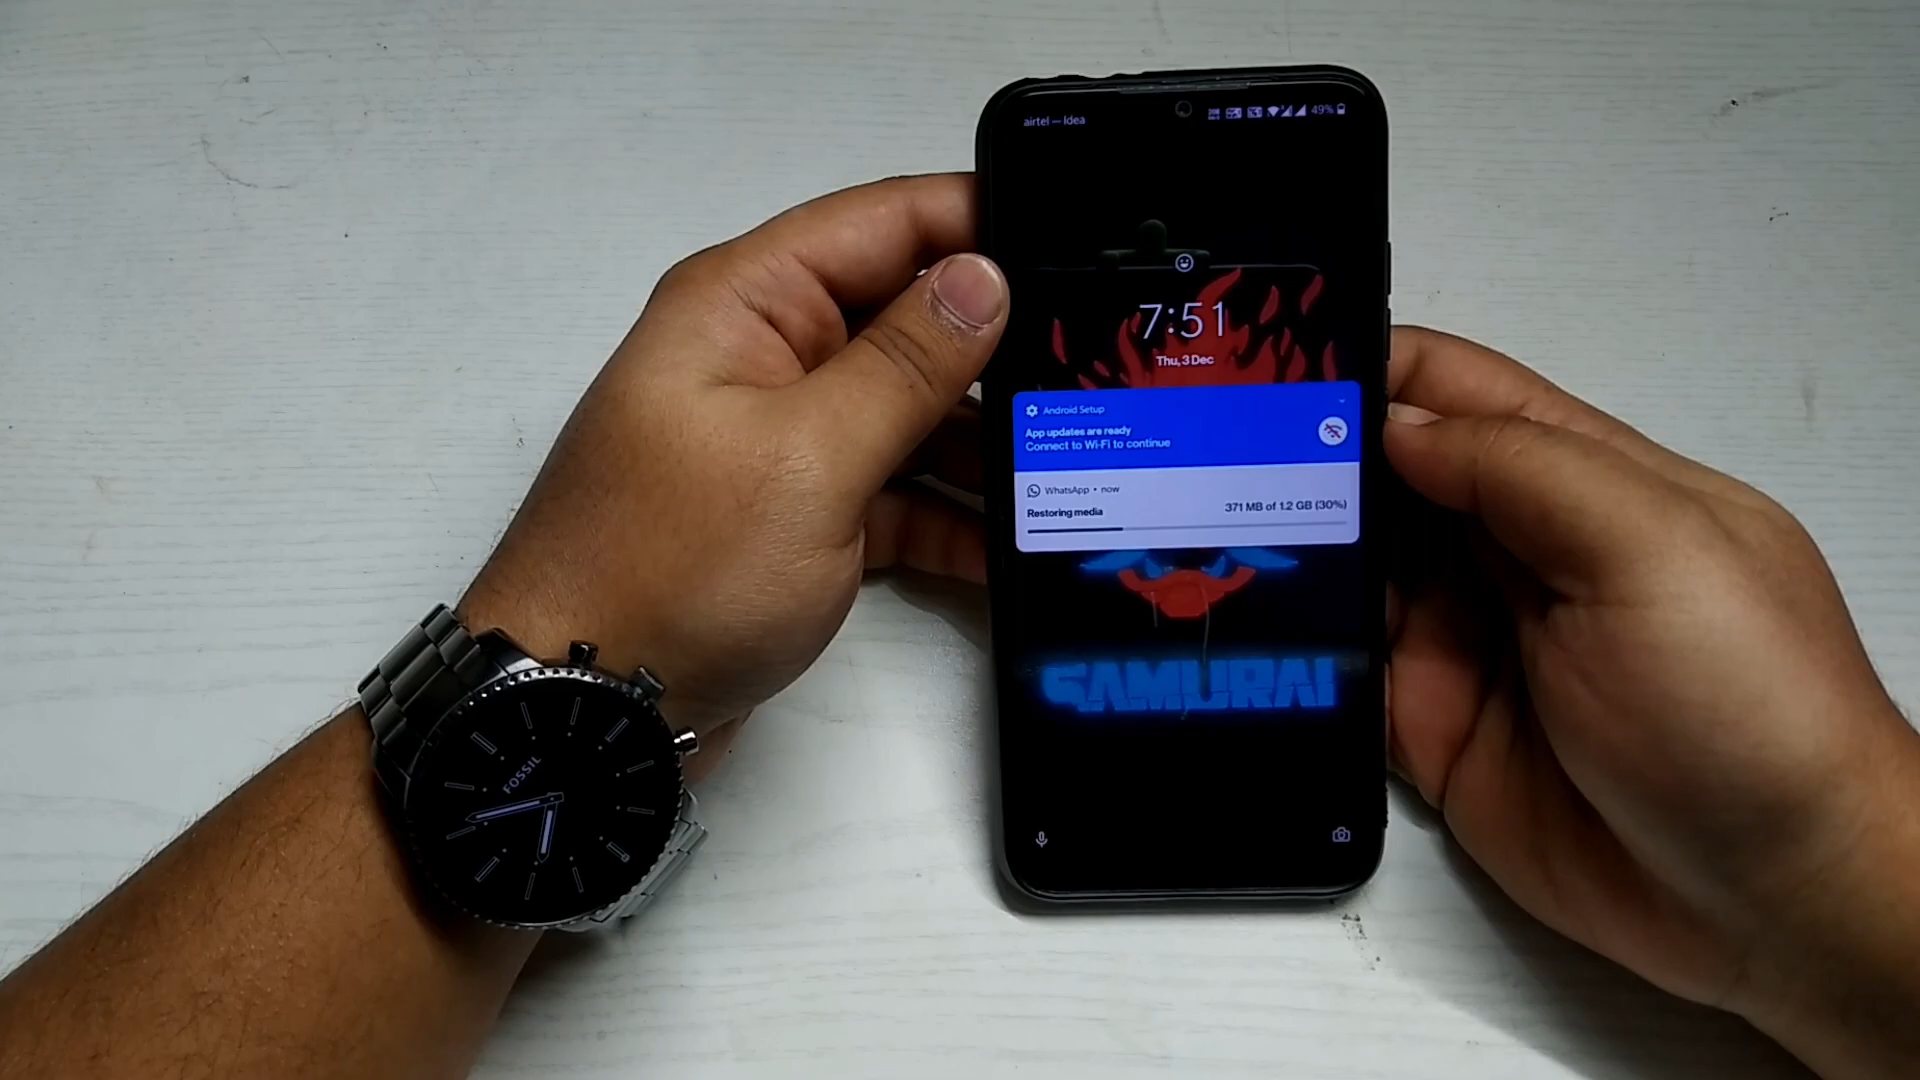 airtel — Idea
49%
7:51
Thu, 3 Dec
Android Setup
App updates are ready
Connect to Wi-Fi to continue
WhatsApp • now
Restoring media
371 MB of 1.2 GB (30%)
SAMURAI
FOSSIL